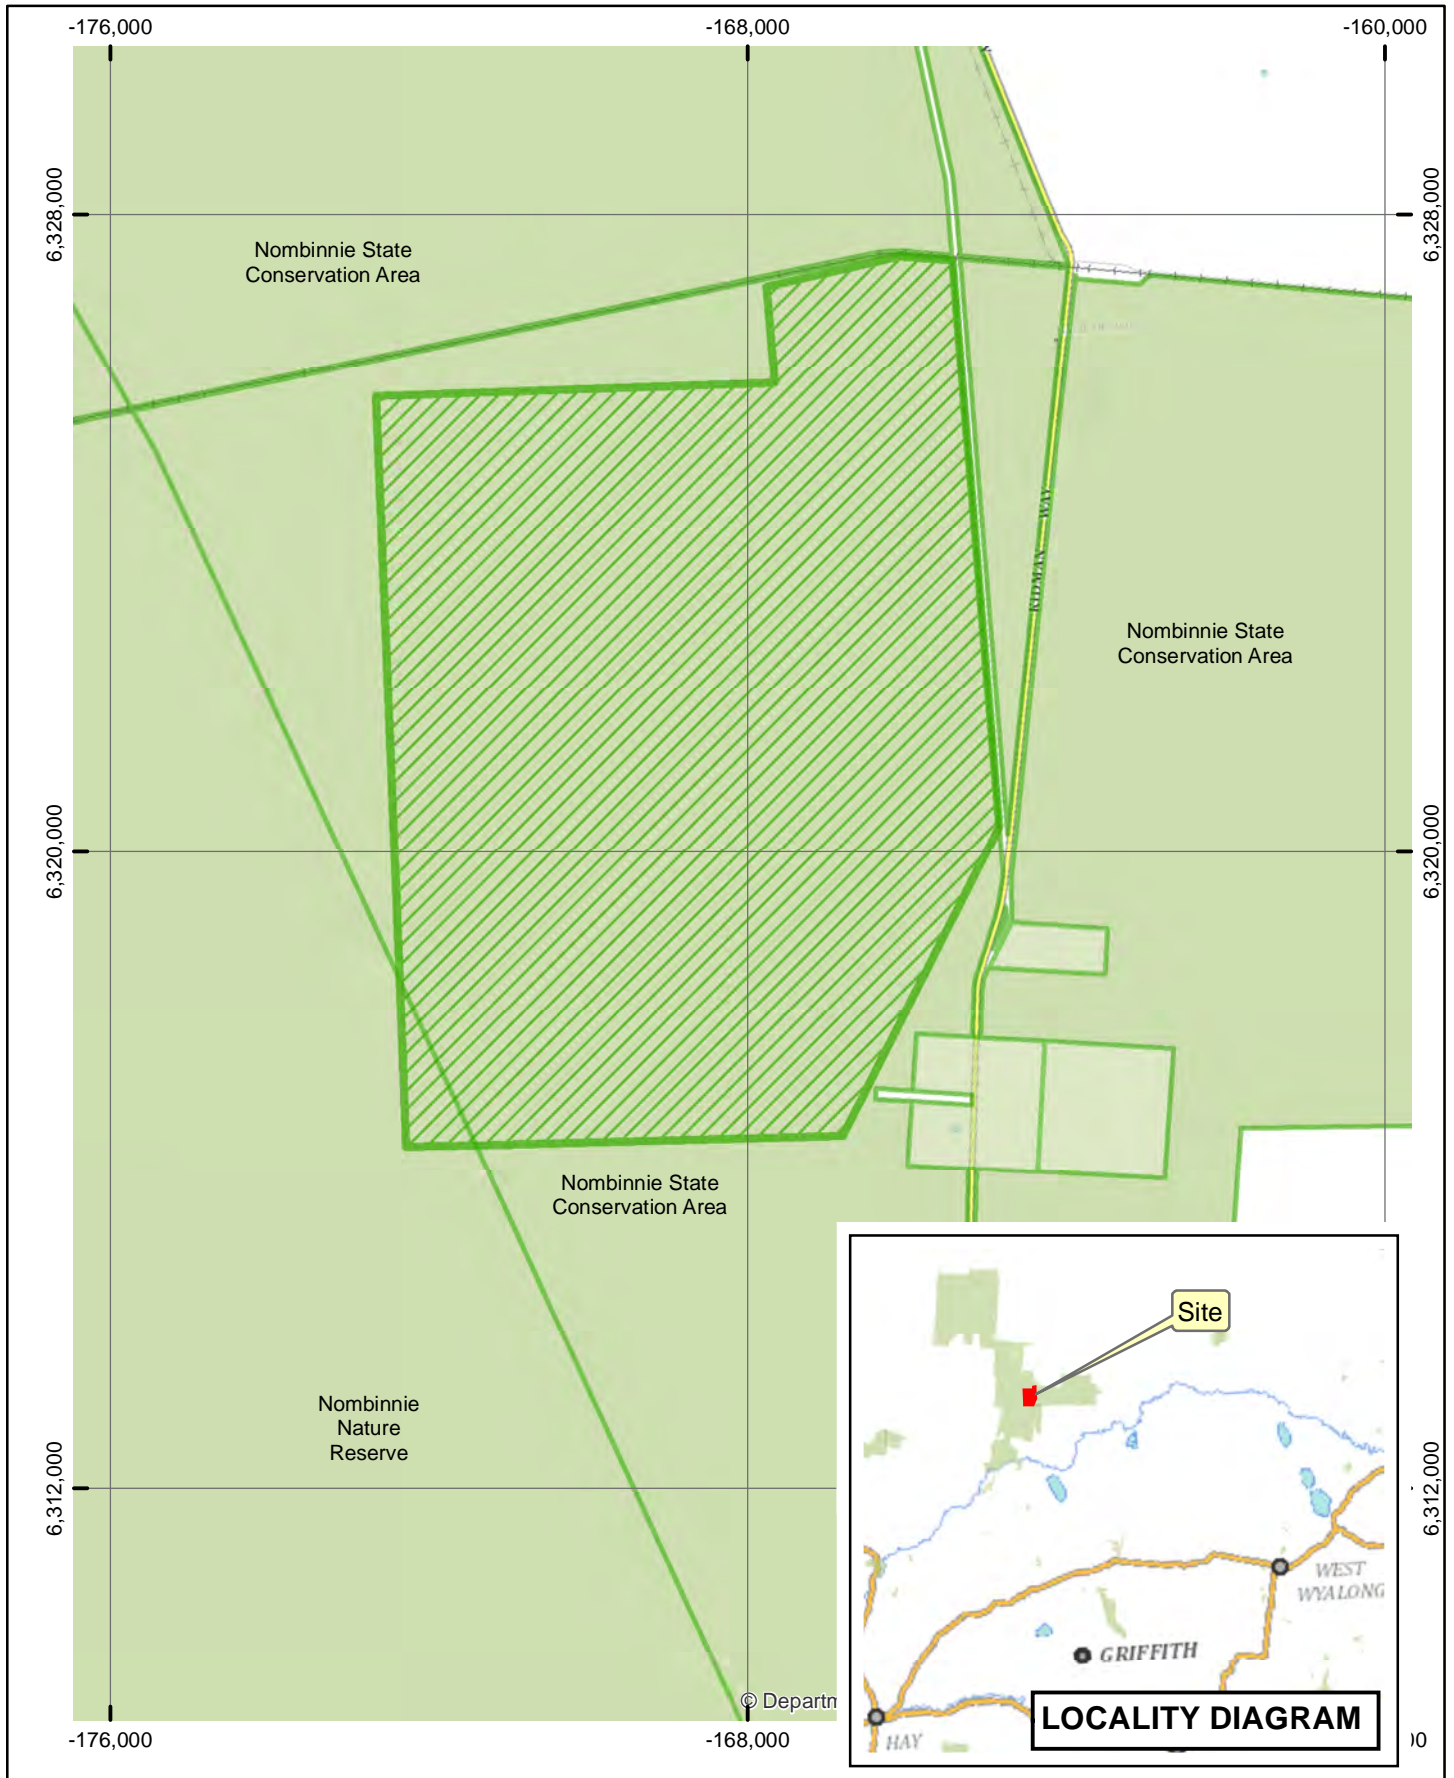 -176,000
-168,000
-160,000
6,328,000
6,328,000
Nombinnie State
Conservation Area
KIDMAN WAY
Nombinnie State
Conservation Area
6,320,000
6,320,000
Nombinnie State
Conservation Area
Site
Nombinnie
Nature
Reserve
6,312,000
6,312,000
WEST
WYALONG
GRIFFITH
© Departm
LOCALITY DIAGRAM
HAY
-176,000
-168,000
00